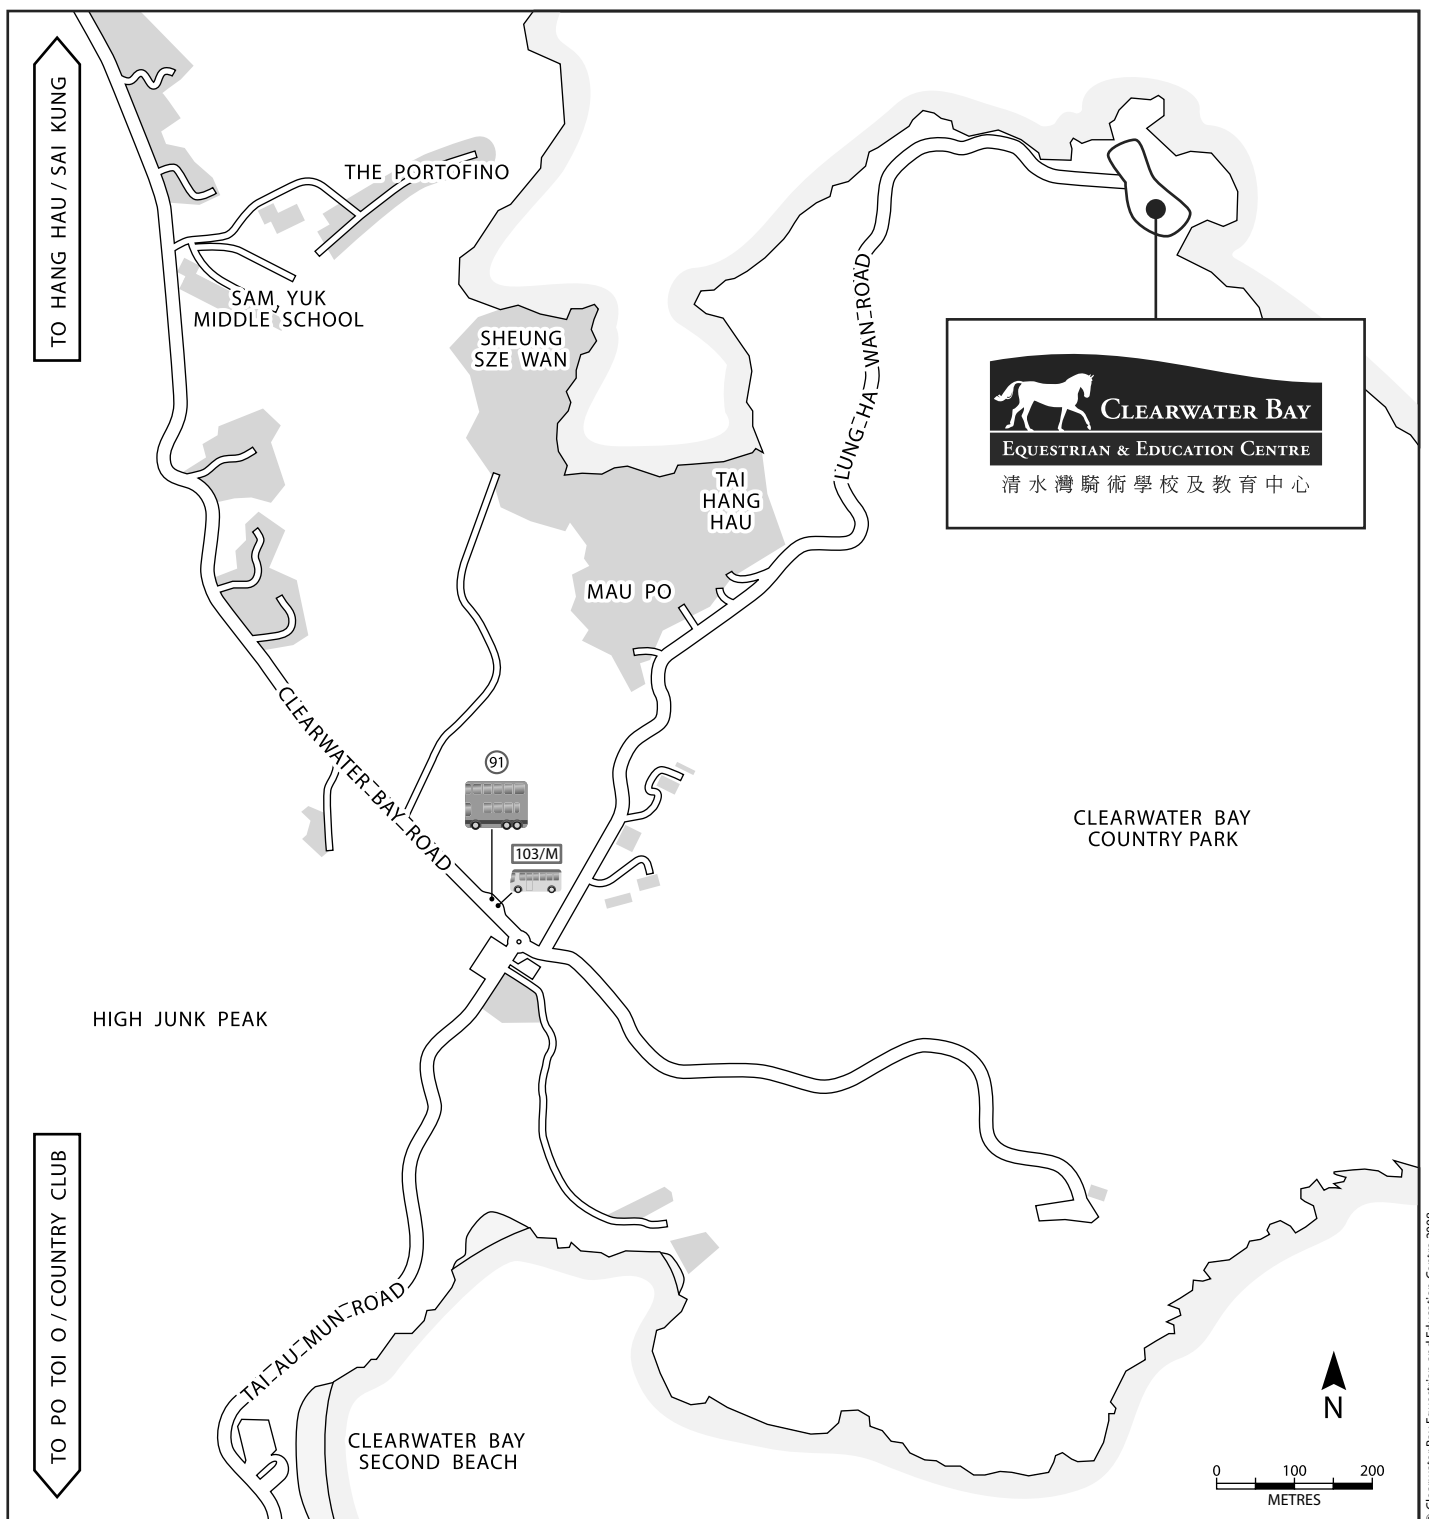 TO HANG HAU / SAI KUNG
THE PORTOFINO
SAM YUK
MIDDLE SCHOOL
SHEUNG
SZE WAN
LUNG HA WAN ROAD
CLEARWATER BAY
EQUESTRIAN & EDUCATION CENTRE
清水灣騎術學校及教育中心
TAI
HANG
HAU
MAU PO
CLEARWATER BAY ROAD
91
103/M
CLEARWATER BAY
COUNTRY PARK
HIGH JUNK PEAK
TO PO TOI O / COUNTRY CLUB
TAI AU MUN ROAD
CLEARWATER BAY
SECOND BEACH
N
0 100 200
METRES